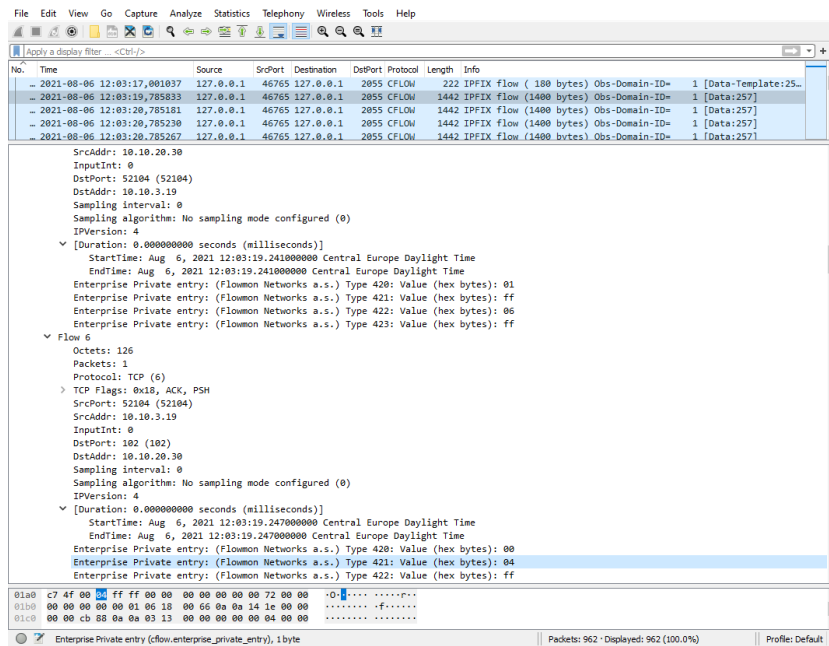 File Edit View Go Capture Analyze Statistics Telephony Wireless Tools Help
Apply a display filter ... <Ctrl-/>
No. Time Source SrcPort Destination DstPort Protocol Length Info
... 2021-08-06 12:03:17,001037 127.0.0.1 46765 127.0.0.1 2055 CFLOW 222 IPFIX flow ( 180 bytes) Obs-Domain-ID= 1 [Data-Template:25...
... 2021-08-06 12:03:19,785833 127.0.0.1 46765 127.0.0.1 2055 CFLOW 1442 IPFIX flow (1400 bytes) Obs-Domain-ID= 1 [Data:257]
... 2021-08-06 12:03:20,785181 127.0.0.1 46765 127.0.0.1 2055 CFLOW 1442 IPFIX flow (1400 bytes) Obs-Domain-ID= 1 [Data:257]
... 2021-08-06 12:03:20,785230 127.0.0.1 46765 127.0.0.1 2055 CFLOW 1442 IPFIX flow (1400 bytes) Obs-Domain-ID= 1 [Data:257]
... 2021-08-06 12:03:20,785267 127.0.0.1 46765 127.0.0.1 2055 CFLOW 1442 IPFIX flow (1400 bytes) Obs-Domain-ID= 1 [Data:257]
SrcAddr: 10.10.20.30
InputInt: 0
DstPort: 52104 (52104)
DstAddr: 10.10.3.19
Sampling interval: 0
Sampling algorithm: No sampling mode configured (0)
IPVersion: 4
[Duration: 0.000000000 seconds (milliseconds)]
StartTime: Aug 6, 2021 12:03:19.241000000 Central Europe Daylight Time
EndTime: Aug 6, 2021 12:03:19.241000000 Central Europe Daylight Time
Enterprise Private entry: (Flowmon Networks a.s.) Type 420: Value (hex bytes): 01
Enterprise Private entry: (Flowmon Networks a.s.) Type 421: Value (hex bytes): ff
Enterprise Private entry: (Flowmon Networks a.s.) Type 422: Value (hex bytes): 06
Enterprise Private entry: (Flowmon Networks a.s.) Type 423: Value (hex bytes): ff
Flow 6
Octets: 126
Packets: 1
Protocol: TCP (6)
TCP Flags: 0x18, ACK, PSH
SrcPort: 52104 (52104)
SrcAddr: 10.10.3.19
InputInt: 0
DstPort: 102 (102)
DstAddr: 10.10.20.30
Sampling interval: 0
Sampling algorithm: No sampling mode configured (0)
IPVersion: 4
[Duration: 0.000000000 seconds (milliseconds)]
StartTime: Aug 6, 2021 12:03:19.247000000 Central Europe Daylight Time
EndTime: Aug 6, 2021 12:03:19.247000000 Central Europe Daylight Time
Enterprise Private entry: (Flowmon Networks a.s.) Type 420: Value (hex bytes): 00
Enterprise Private entry: (Flowmon Networks a.s.) Type 421: Value (hex bytes): 04
Enterprise Private entry: (Flowmon Networks a.s.) Type 422: Value (hex bytes): ff
01a0 c7 4f 00 04 ff ff 00 00 00 00 00 00 00 72 00 00 ·O·· ···· ·····r··
01b0 00 00 00 00 00 01 06 18 00 66 0a 0a 14 1e 00 00 ········ ·f······
01c0 00 00 cb 88 0a 0a 03 13 00 00 00 00 00 04 00 00 ········ ········
Enterprise Private entry (cflow.enterprise_private_entry), 1 byte Packets: 962 · Displayed: 962 (100.0%) Profile: Default